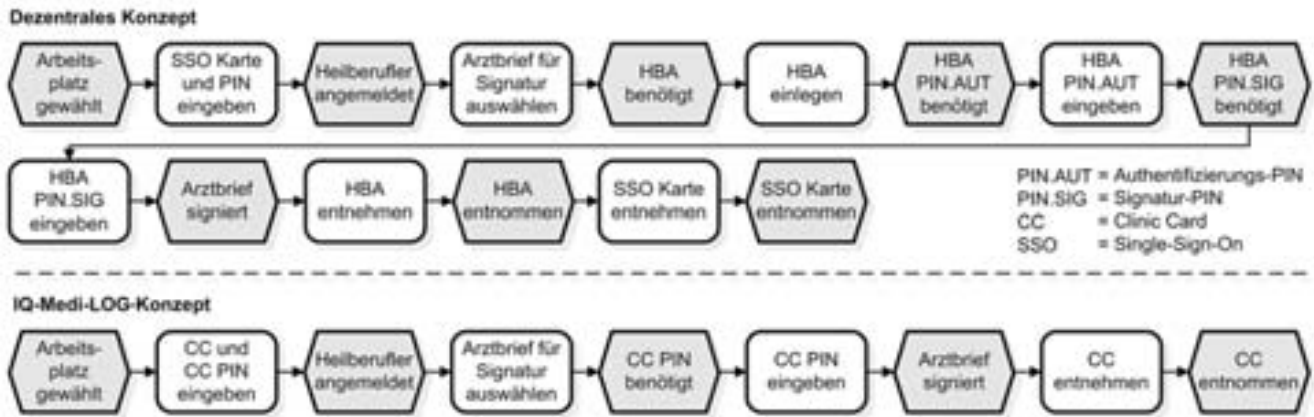 Dezentrales Konzept
Arbeits-
platz
gewählt
SSO Karte
und PIN
eingeben
Heilberufler
angemeldet
Arztbrief für
Signatur
auswählen
HBA
benötigt
HBA
einlegen
HBA
PIN.AUT
benötigt
HBA
PIN.AUT
eingeben
HBA
PIN.SIG
benötigt
HBA
PIN.SIG
eingeben
Arztbrief
signiert
HBA
entnehmen
HBA
entnommen
SSO Karte
entnehmen
SSO Karte
entnommen
PIN.AUT = Authentifizierungs-PIN
PIN.SIG = Signatur-PIN
CC = Clinic Card
SSO = Single-Sign-On
IQ-Medi-LOG-Konzept
Arbeits-
platz
gewählt
CC und
CC PIN
eingeben
Heilberufler
angemeldet
Arztbrief für
Signatur
auswählen
CC PIN
benötigt
CC PIN
eingeben
Arztbrief
signiert
CC
entnehmen
CC
entnommen